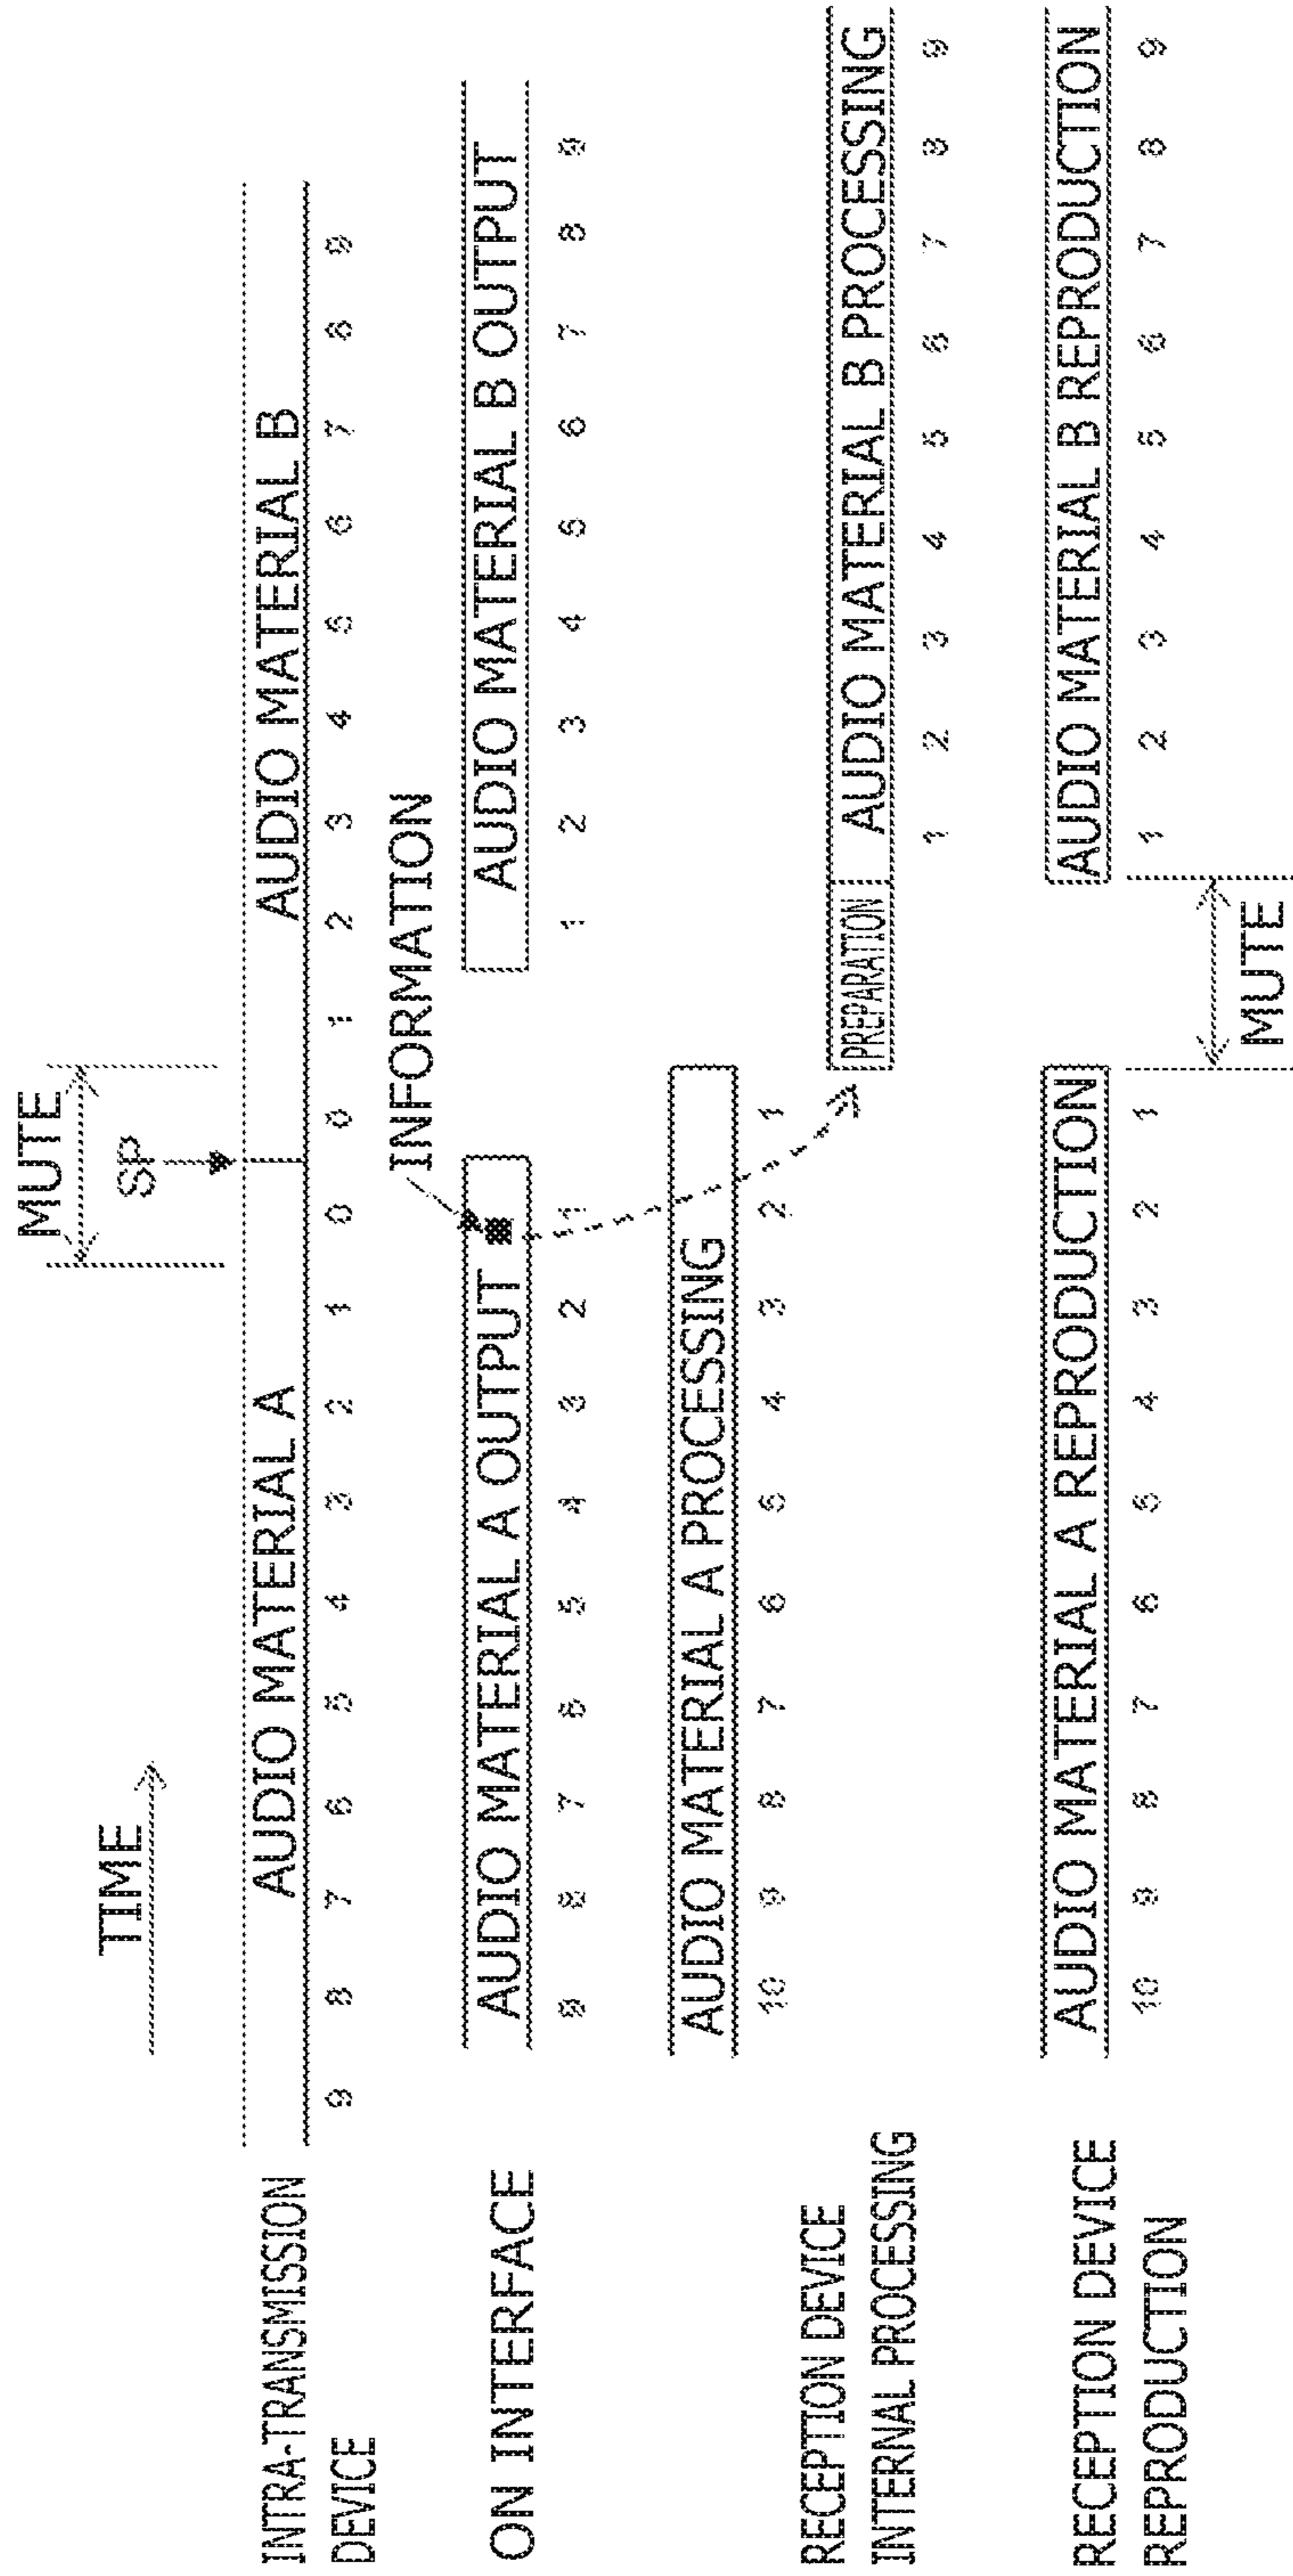 TIME
MUTE
SP
INTRA-TRANSMISSION
DEVICE
AUDIO MATERIAL A
AUDIO MATERIAL B
9 8 7 6 5 4 3 2 1 0 0 1 2 3 4 5 6 7 8 9
INFORMATION
ON INTERFACE
AUDIO MATERIAL A OUTPUT
AUDIO MATERIAL B OUTPUT
9 8 7 6 5 4 3 2 1 1 2 3 4 5 6 7 8 9
AUDIO MATERIAL A PROCESSING
10 9 8 7 6 5 4 3 2 1
RECEPTION DEVICE
INTERNAL PROCESSING
PREPARATION
AUDIO MATERIAL B PROCESSING
1 2 3 4 5 6 7 8 9
RECEPTION DEVICE
REPRODUCTION
AUDIO MATERIAL A REPRODUCTION
AUDIO MATERIAL B REPRODUCTION
10 9 8 7 6 5 4 3 2 1 1 2 3 4 5 6 7 8 9
MUTE